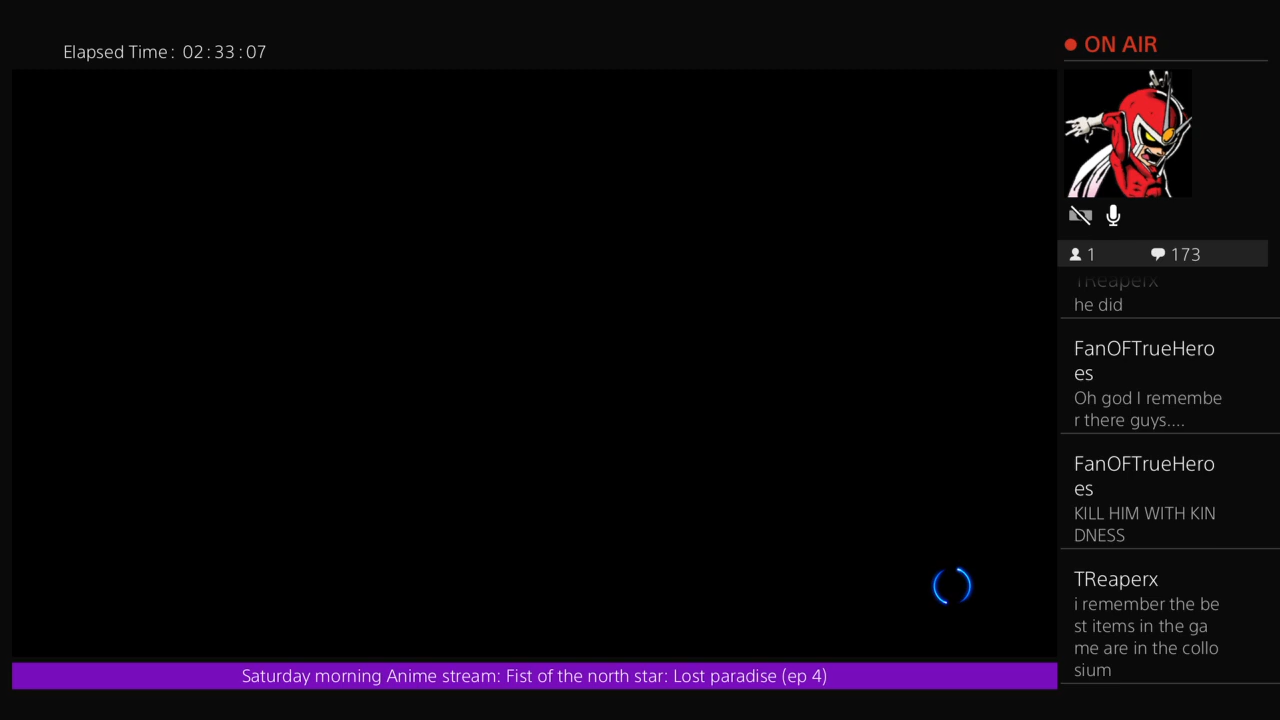 Elapsed Time: 02:33:07
ON AIR
1 173
TReaperx
he did
FanOFTrueHero
es
Oh god I remembe
r there guys....
FanOFTrueHero
es
KILL HIM WITH KIN
DNESS
TReaperx
i remember the be
st items in the ga
me are in the collo
sium
Saturday morning Anime stream: Fist of the north star: Lost paradise (ep 4)